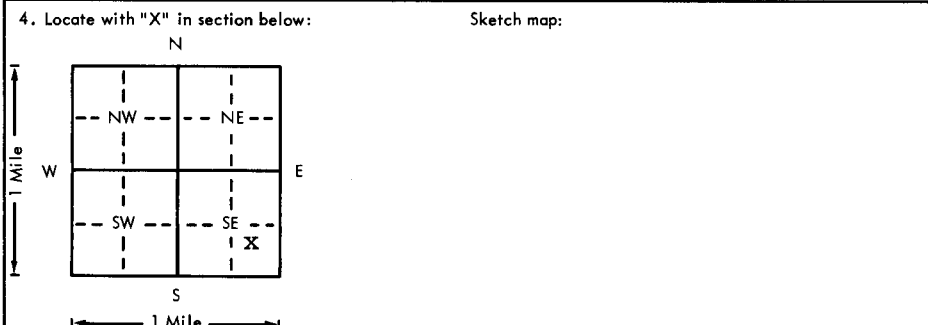 4. Locate with "X" in section below: Sketch map:
N
NW NE
1 Mile
W E
SW SE
X
S
1 Mile